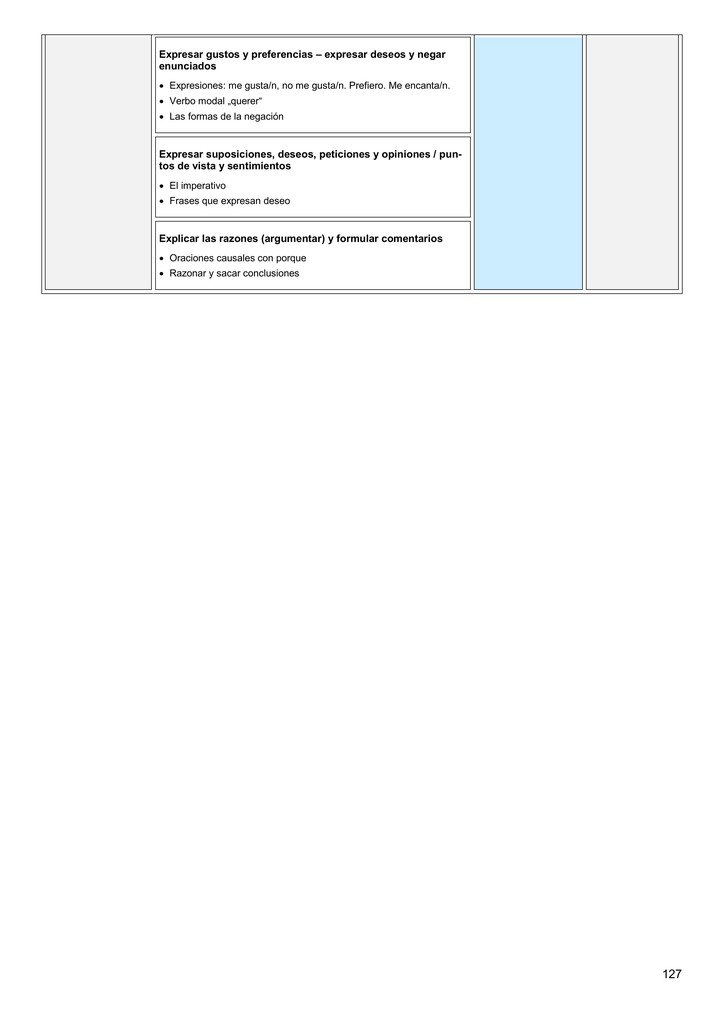 Expresar gustos y preferencias – expresar deseos y negar
enunciados
• Expresiones: me gusta/n, no me gusta/n. Prefiero. Me encanta/n.
• Verbo modal „querer“
• Las formas de la negación
Expresar suposiciones, deseos, peticiones y opiniones / pun-
tos de vista y sentimientos
• El imperativo
• Frases que expresan deseo
Explicar las razones (argumentar) y formular comentarios
• Oraciones causales con porque
• Razonar y sacar conclusiones
127